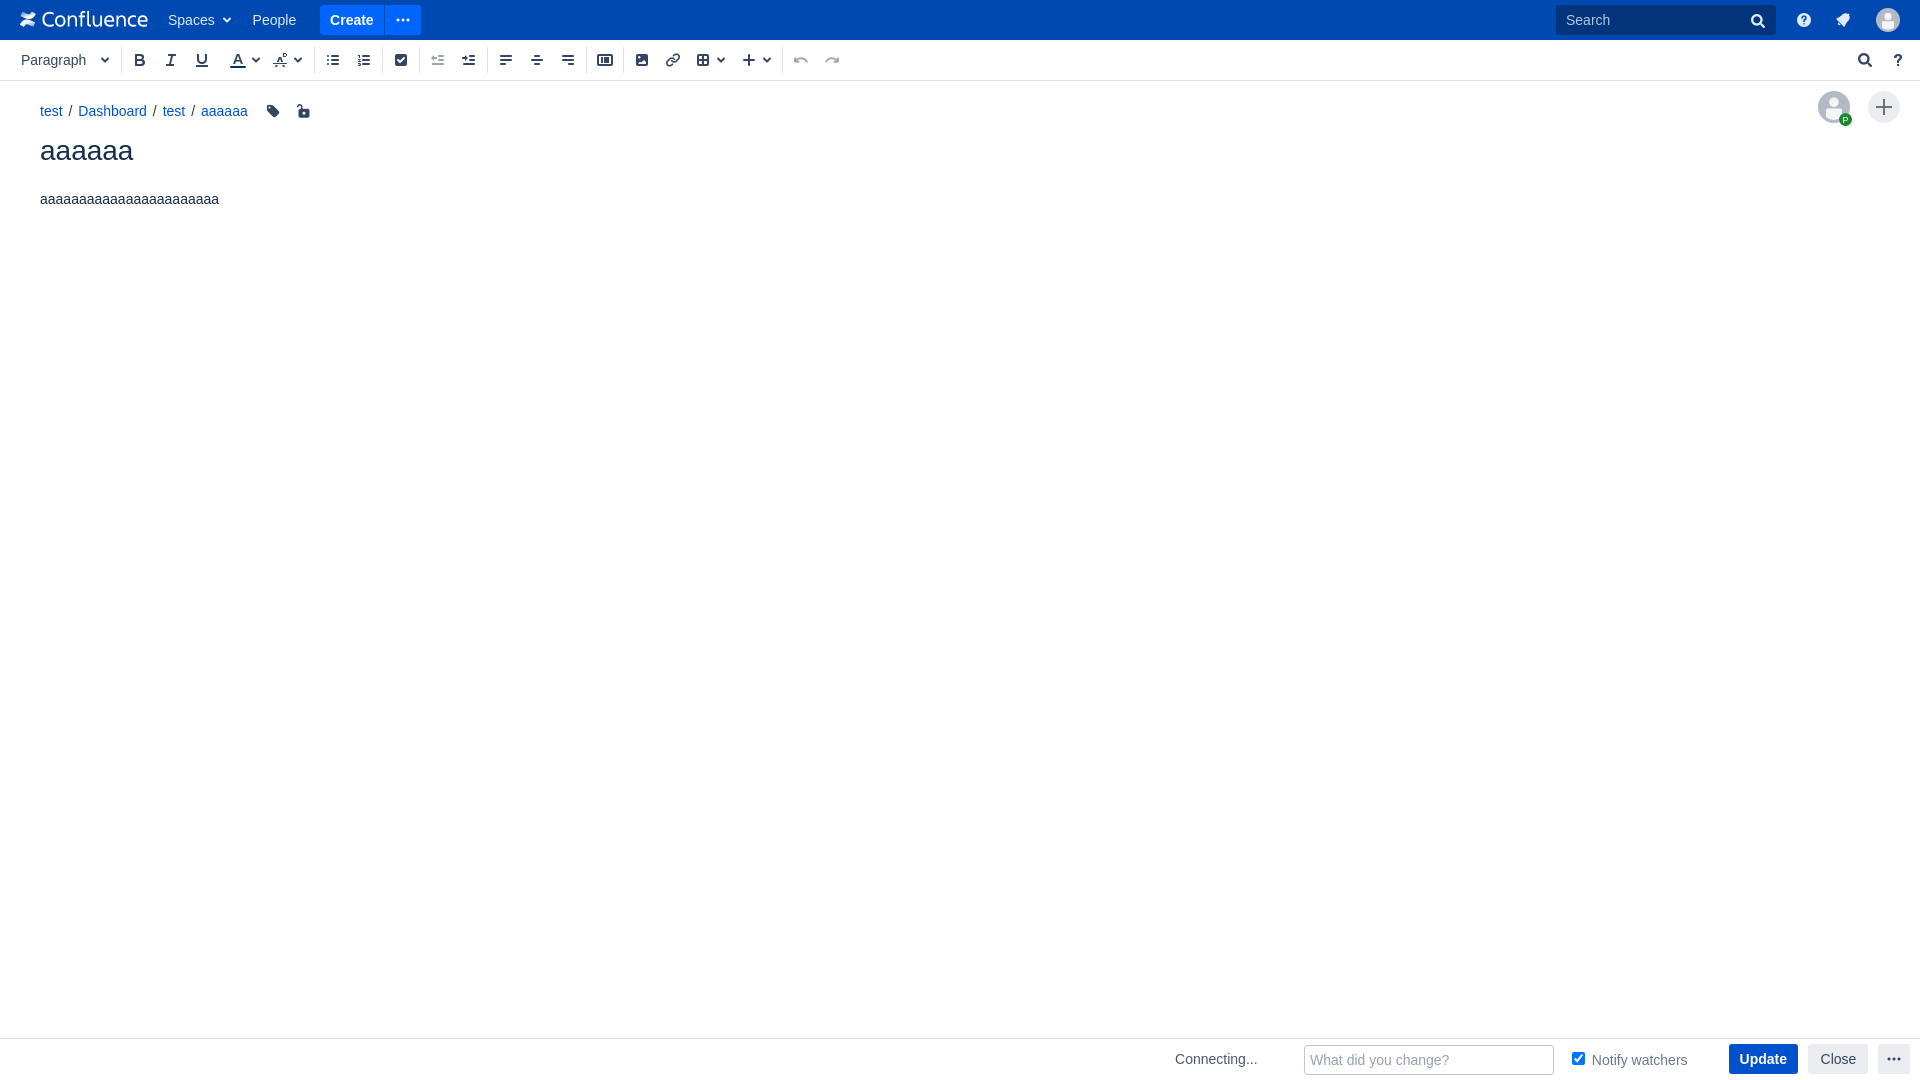 Confluence Spaces People Create Search
Paragraph
test / Dashboard / test / aaaaaa
P
aaaaaa
aaaaaaaaaaaaaaaaaaaaaaa
Connecting... What did you change? Notify watchers Update Close